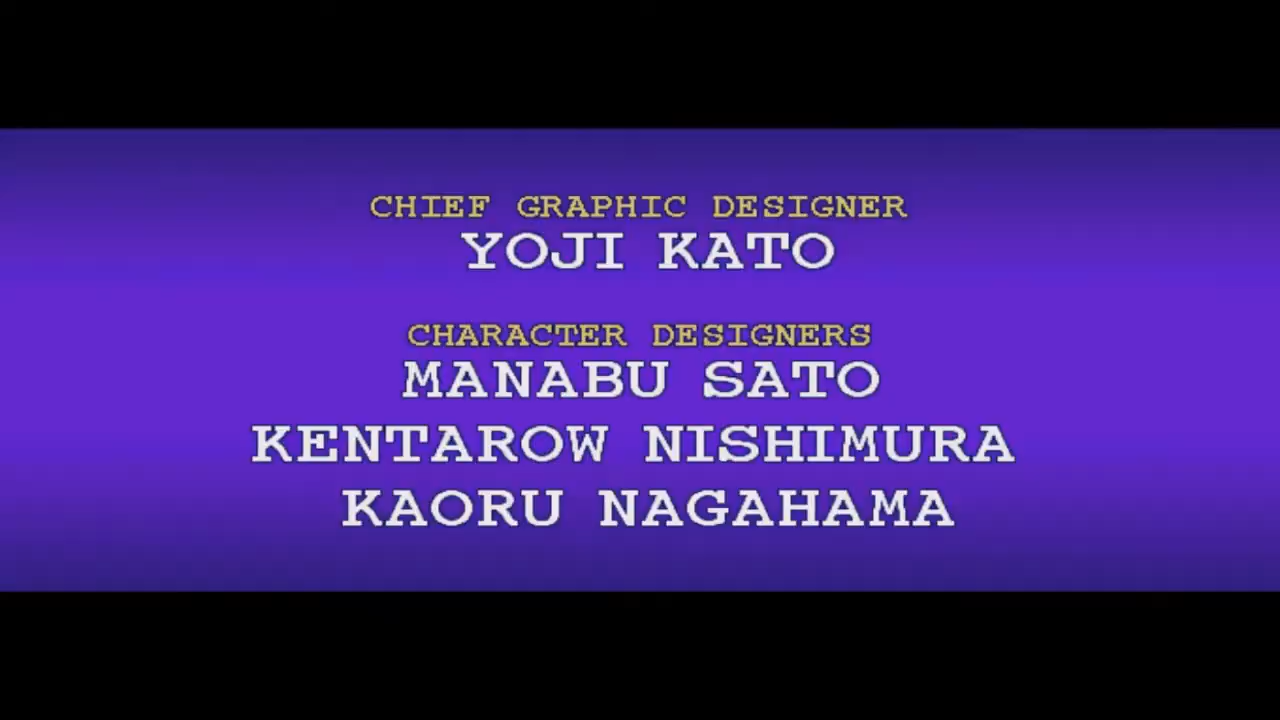 CHIEF GRAPHIC DESIGNER
YOJI KATO
CHARACTER DESIGNERS
MANABU SATO
KENTAROW NISHIMURA
KAORU NAGAHAMA